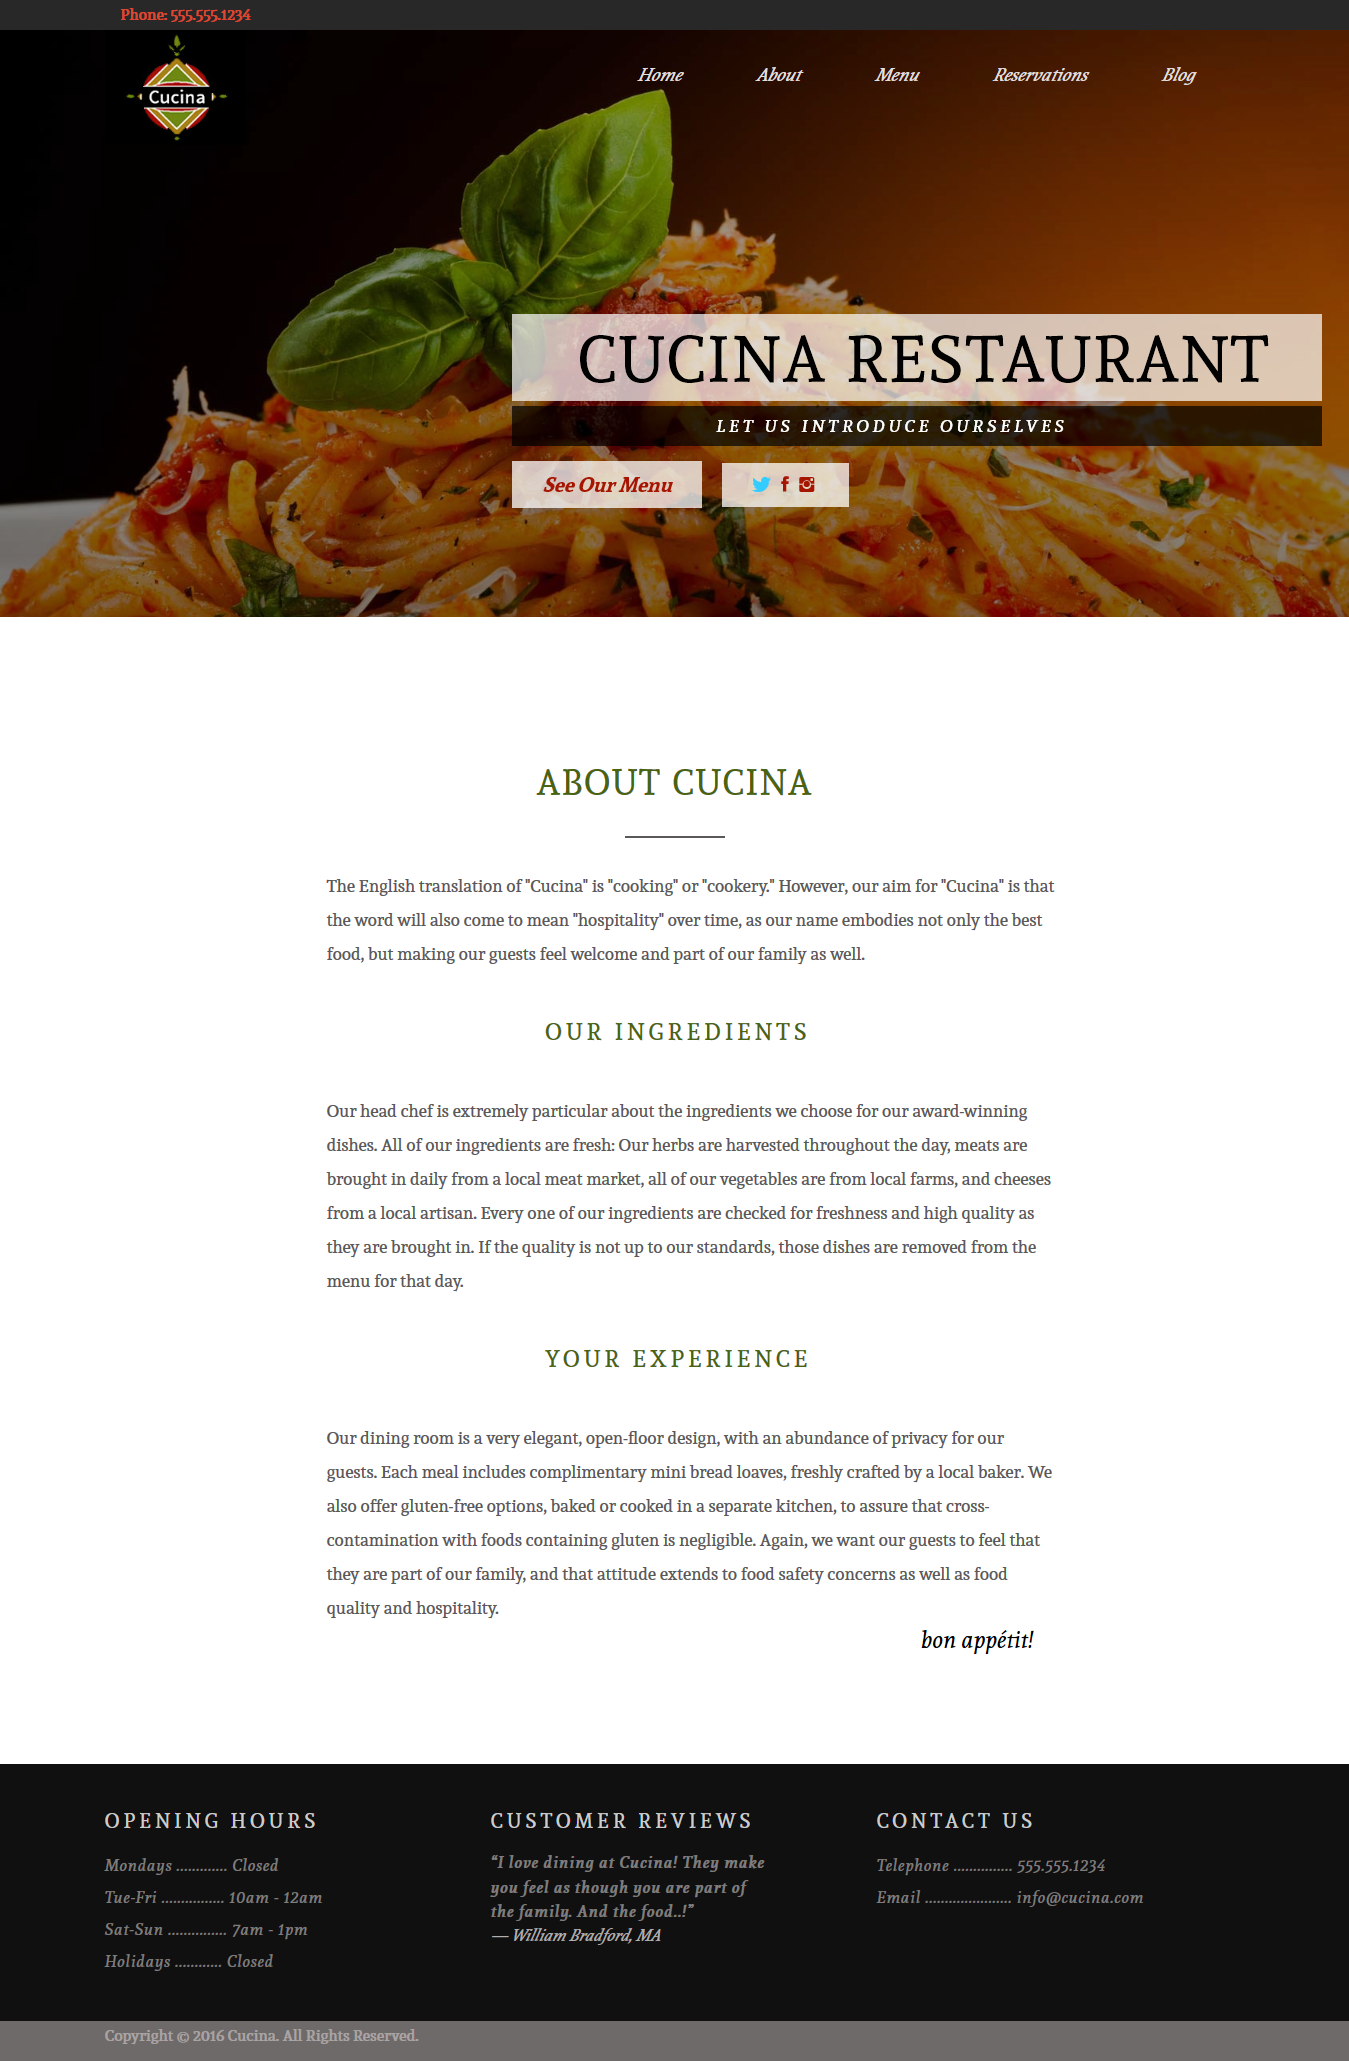 Phone: 555.555.1234
Cucina
Home About Menu Reservations Blog
CUCINA RESTAURANT
LET US INTRODUCE OURSELVES
See Our Menu
ABOUT CUCINA
The English translation of "Cucina" is "cooking" or "cookery." However, our aim for "Cucina" is that
the word will also come to mean "hospitality" over time, as our name embodies not only the best
food, but making our guests feel welcome and part of our family as well.
OUR INGREDIENTS
Our head chef is extremely particular about the ingredients we choose for our award-winning
dishes. All of our ingredients are fresh: Our herbs are harvested throughout the day, meats are
brought in daily from a local meat market, all of our vegetables are from local farms, and cheeses
from a local artisan. Every one of our ingredients are checked for freshness and high quality as
they are brought in. If the quality is not up to our standards, those dishes are removed from the
menu for that day.
YOUR EXPERIENCE
Our dining room is a very elegant, open-floor design, with an abundance of privacy for our
guests. Each meal includes complimentary mini bread loaves, freshly crafted by a local baker. We
also offer gluten-free options, baked or cooked in a separate kitchen, to assure that cross-
contamination with foods containing gluten is negligible. Again, we want our guests to feel that
they are part of our family, and that attitude extends to food safety concerns as well as food
quality and hospitality.
bon appétit!
OPENING HOURS
Mondays ............. Closed
Tue-Fri ................ 10am - 12am
Sat-Sun ............... 7am - 1pm
Holidays ............ Closed
CUSTOMER REVIEWS
“I love dining at Cucina! They make
you feel as though you are part of
the family. And the food..!”
— William Bradford, MA
CONTACT US
Telephone ............... 555.555.1234
Email ...................... info@cucina.com
Copyright © 2016 Cucina. All Rights Reserved.